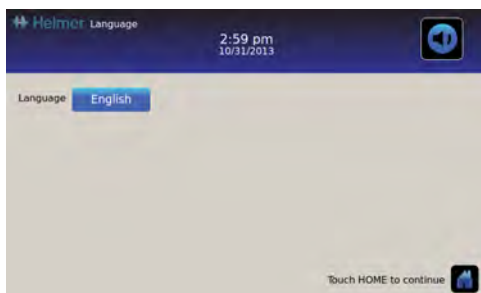 Helmer Language
2:59 pm
10/31/2013
Language English
Touch HOME to continue